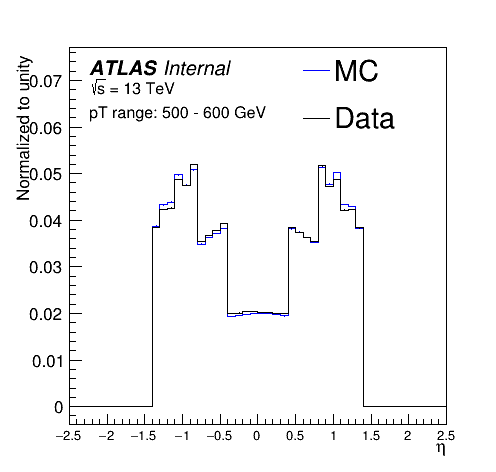 ATLAS Internal
√s = 13 TeV
pT range: 500 - 600 GeV
MC
Data
Normalized to unity
0.07
0.06
0.05
0.04
0.03
0.02
0.01
0
−2.5 −2 −1.5 −1 −0.5 0 0.5 1 1.5 2 2.5
η